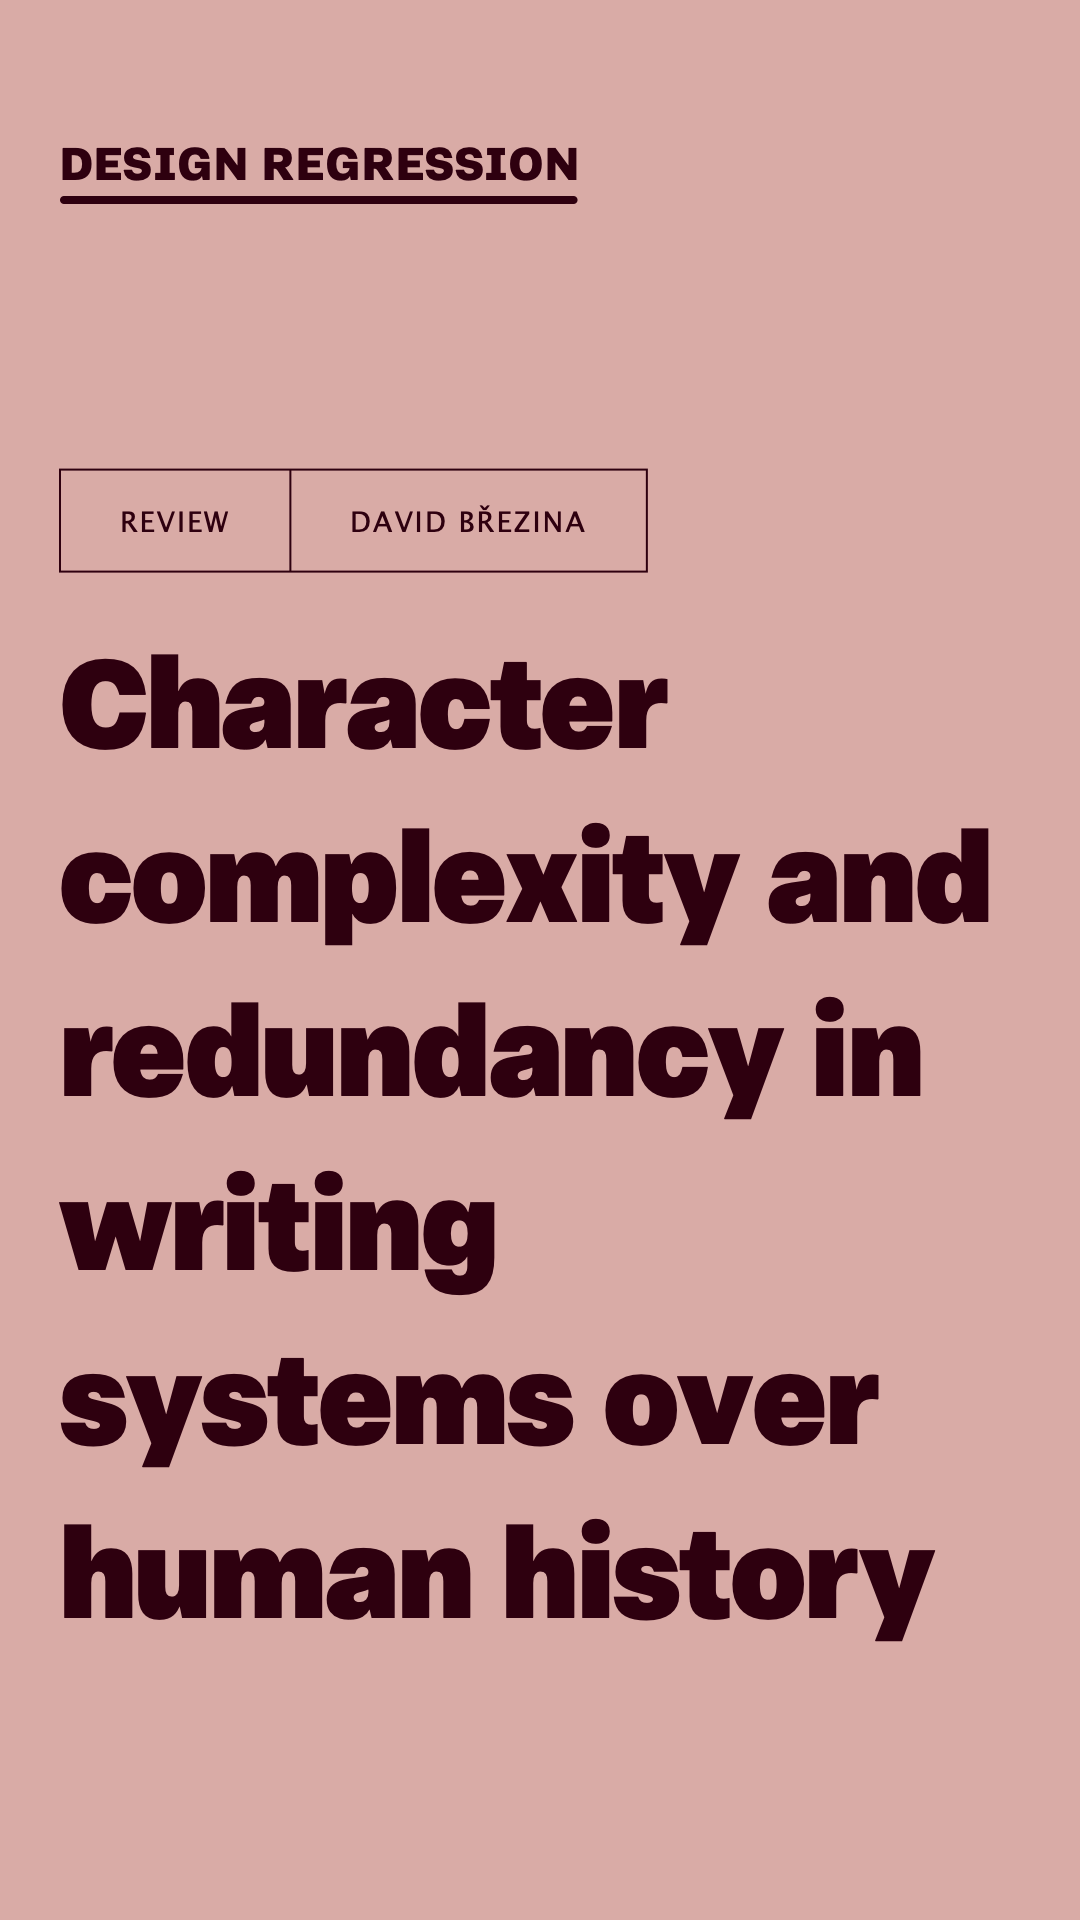 DESIGN REGRESSION
REVIEW
DAVID BŘEZINA
Character
complexity and
redundancy in
writing
systems over
human history